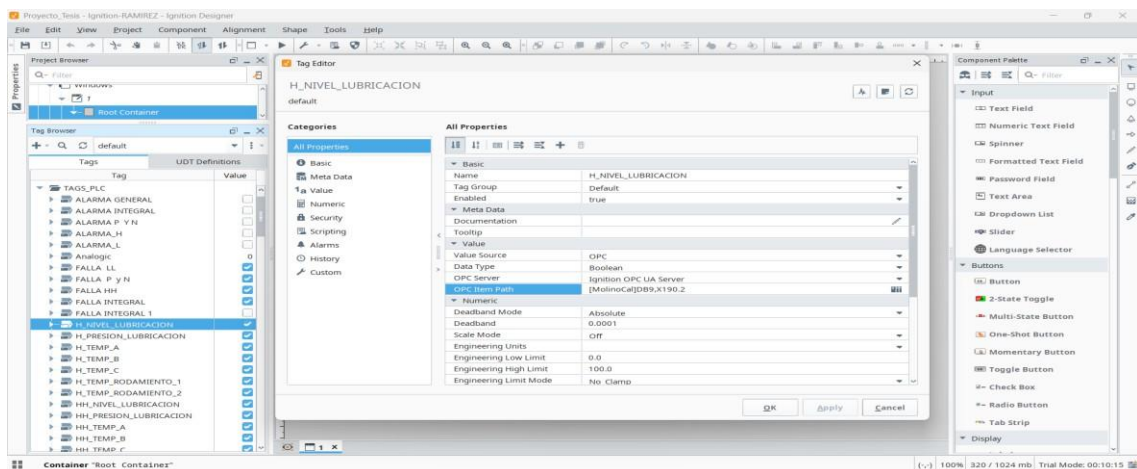 Proyecto_Tesis - Ignition-RAMIREZ - Ignition Designer
File Edit View Project Component Alignment Shape Tools Help
Properties
Project Browser
Filter
Windows
1
Root Container
Tag Browser
default
Tags UDT Definitions
Tag Value
TAGS_PLC
ALARMA GENERAL
ALARMA INTEGRAL
ALARMA P Y N
ALARMA_H
ALARMA_L
Analogic 0
FALLA LL
FALLA P y N
FALLA HH
FALLA INTEGRAL
FALLA INTEGRAL 1
H_NIVEL_LUBRICACION
H_PRESION_LUBRICACION
H_TEMP_A
H_TEMP_B
H_TEMP_C
H_TEMP_RODAMIENTO_1
H_TEMP_RODAMIENTO_2
HH_NIVEL_LUBRICACION
HH_PRESION_LUBRICACION
HH_TEMP_A
HH_TEMP_B
HH_TEMP_C
Tag Editor
H_NIVEL_LUBRICACION
default
Categories
All Properties
Basic
Meta Data
Value
Numeric
Security
Scripting
Alarms
History
Custom
All Properties
Basic
Name H_NIVEL_LUBRICACION
Tag Group Default
Enabled true
Meta Data
Documentation
Tooltip
Value
Value Source OPC
Data Type Boolean
OPC Server Ignition OPC UA Server
OPC Item Path [MolinoCal]DB9,X190.2
Numeric
Deadband Mode Absolute
Deadband 0.0001
Scale Mode Off
Engineering Units
Engineering Low Limit 0.0
Engineering High Limit 100.0
Engineering Limit Mode No_Clamp
OK Apply Cancel
1
Component Palette
Filter
Input
Text Field
Numeric Text Field
Spinner
Formatted Text Field
Password Field
Text Area
Dropdown List
Slider
Language Selector
Buttons
Button
2-State Toggle
Multi-State Button
One-Shot Button
Momentary Button
Toggle Button
Check Box
Radio Button
Tab Strip
Display
Container "Root Container"
(-,-) 100% 320 / 1024 mb Trial Mode: 00:10:15